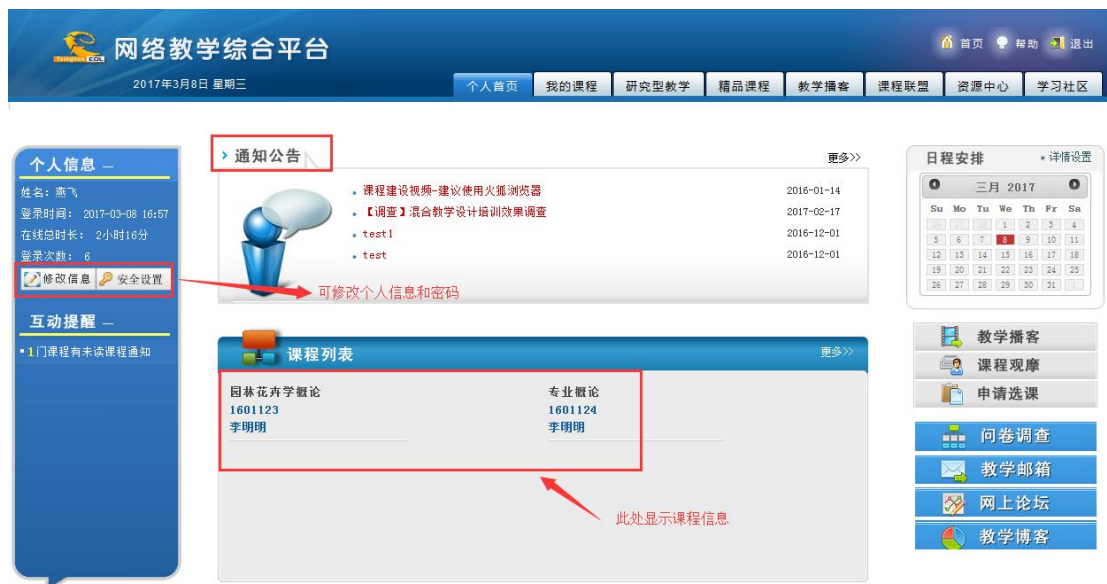 网络教学综合平台
首页 帮助 退出
2017年3月8日 星期三
个人首页 我的课程 研究型教学 精品课程 教学播客 课程联盟 资源中心 学习社区
个人信息
姓名：燕飞
登录时间： 2017-03-08 16:57
在线总时长： 2小时16分
登录次数： 6
修改信息 安全设置
互动提醒
1门课程有未读课程通知
通知公告 更多>>
课程建设视频-建议使用火狐浏览器 2016-01-14
【调查】混合教学设计培训效果调查 2017-02-17
test1 2016-12-01
test 2016-12-01
可修改个人信息和密码
课程列表 更多>>
园林花卉学概论
1601123
李明明
专业概论
1601124
李明明
此处显示课程信息
日程安排 详情设置
三月 2017
Su Mo Tu We Th Fr Sa
26 27 28 1 2 3 4
5 6 7 8 9 10 11
12 13 14 15 16 17 18
19 20 21 22 23 24 25
26 27 28 29 30 31
教学播客
课程观摩
申请选课
问卷调查
教学邮箱
网上论坛
教学博客